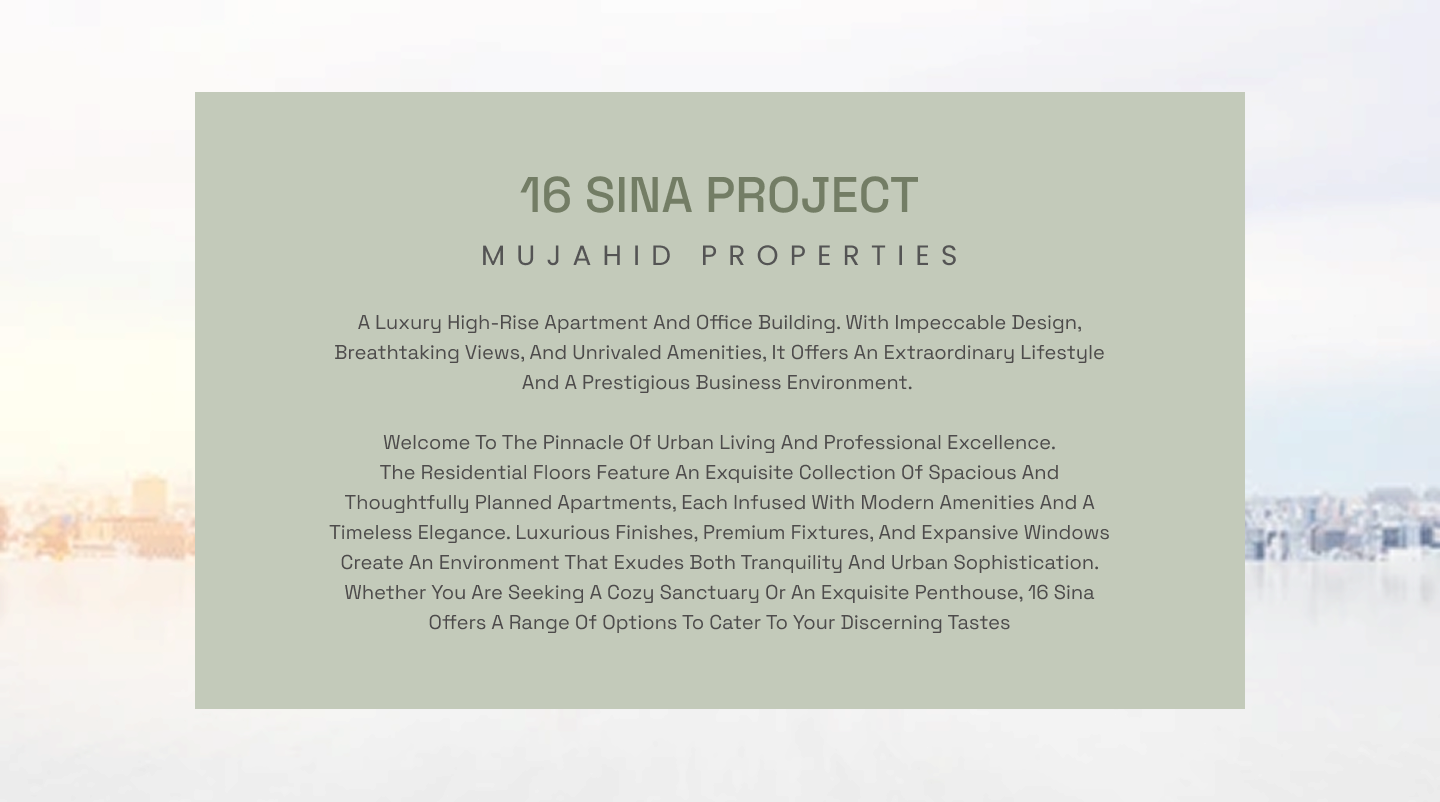 16 SINA PROJECT
MUJAHID PROPERTIES
A Luxury High-Rise Apartment And Office Building. With Impeccable Design,
Breathtaking Views, And Unrivaled Amenities, It Offers An Extraordinary Lifestyle
And A Prestigious Business Environment.
Welcome To The Pinnacle Of Urban Living And Professional Excellence.
The Residential Floors Feature An Exquisite Collection Of Spacious And
Thoughtfully Planned Apartments, Each Infused With Modern Amenities And A
Timeless Elegance. Luxurious Finishes, Premium Fixtures, And Expansive Windows
Create An Environment That Exudes Both Tranquility And Urban Sophistication.
Whether You Are Seeking A Cozy Sanctuary Or An Exquisite Penthouse, 16 Sina
Offers A Range Of Options To Cater To Your Discerning Tastes